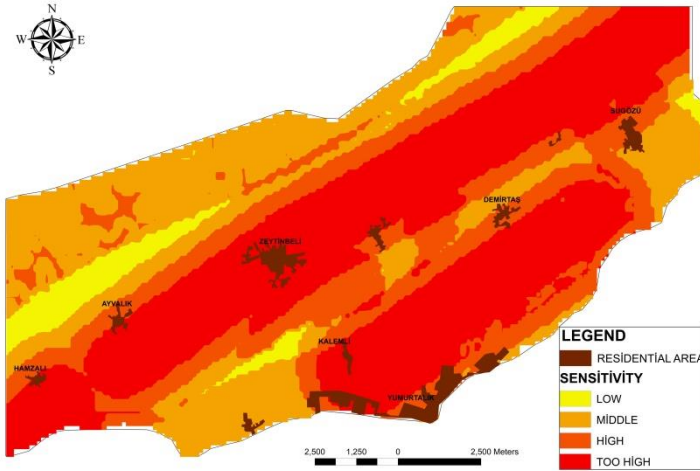 N
W E
S
SUGÖZÜ
DEMİRTAŞ
ZEYTİNBELİ
AYVALIK
KALEMLİ
HAMZALI
YUMURTALIK
LEGEND
RESİDENTİAL AREA
SENSİTİVİTY
LOW
MİDDLE
HİGH
TOO HİGH
2,500 1,250 0 2,500 Meters